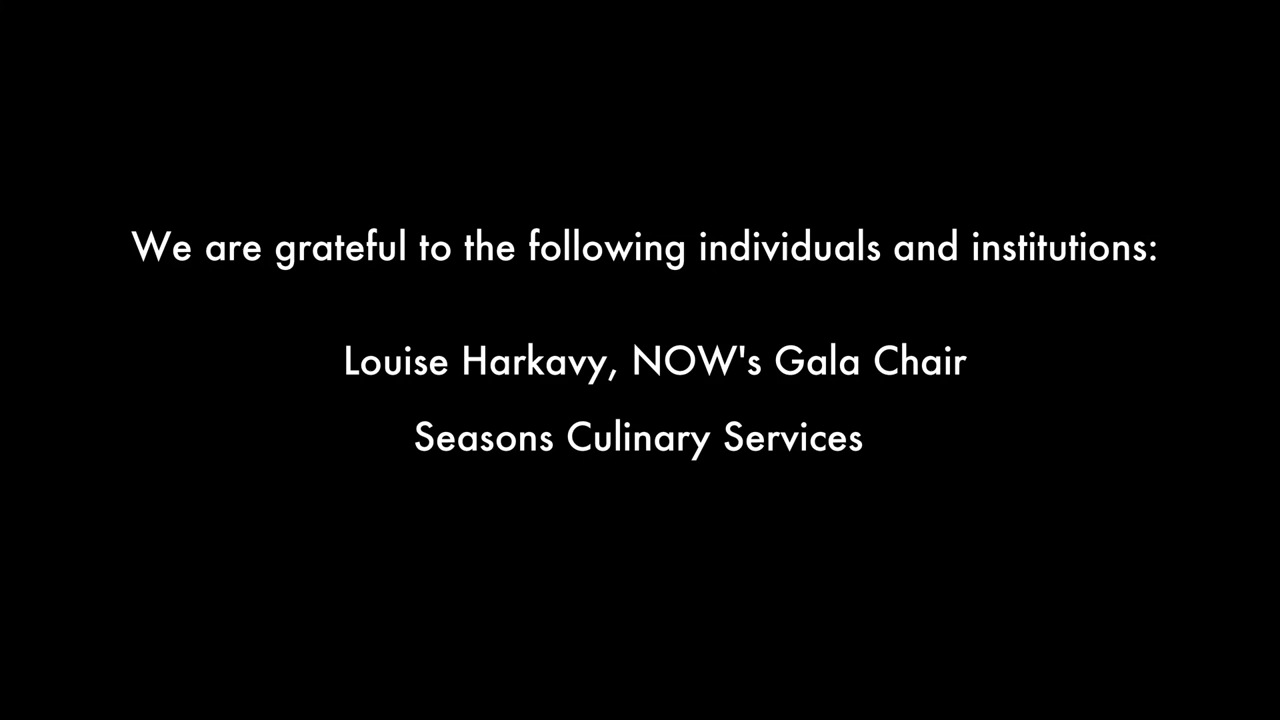 We are grateful to the following individuals and institutions:
Louise Harkavy, NOW's Gala Chair
Seasons Culinary Services